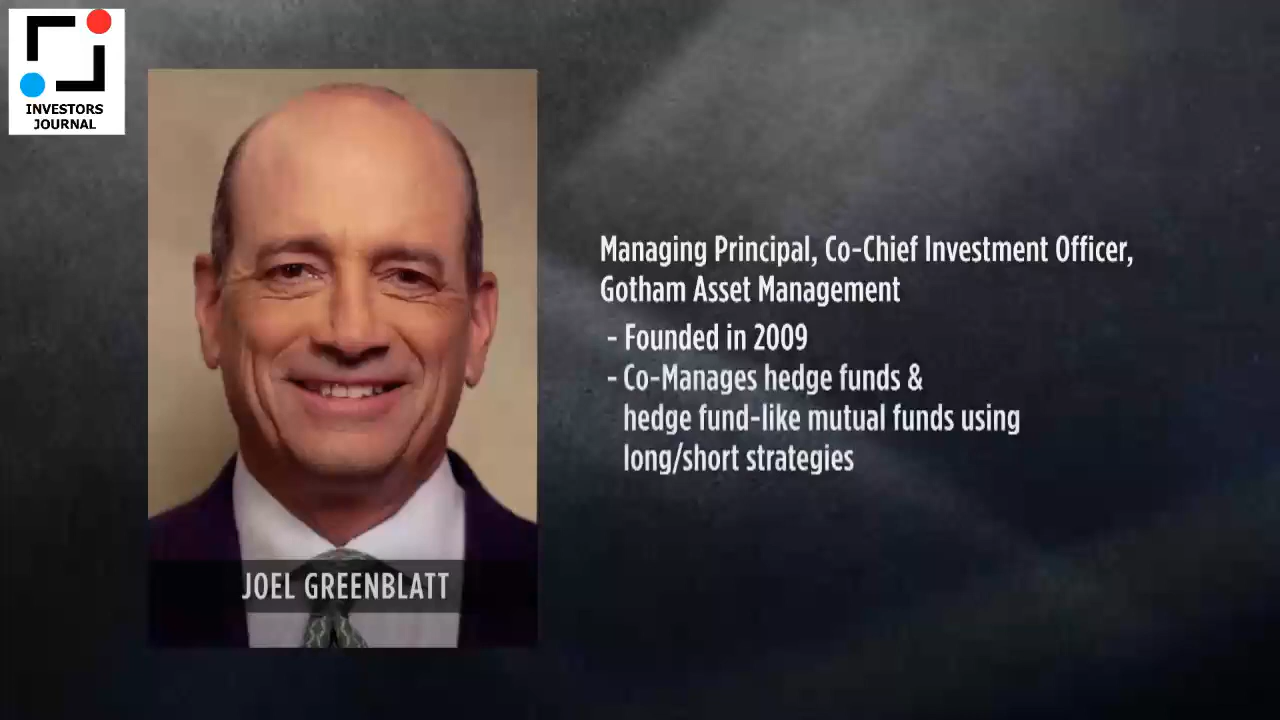 INVESTORS
JOURNAL
Managing Principal, Co-Chief Investment Officer,
Gotham Asset Management
- Founded in 2009
- Co-Manages hedge funds &
hedge fund-like mutual funds using
long/short strategies
JOEL GREENBLATT